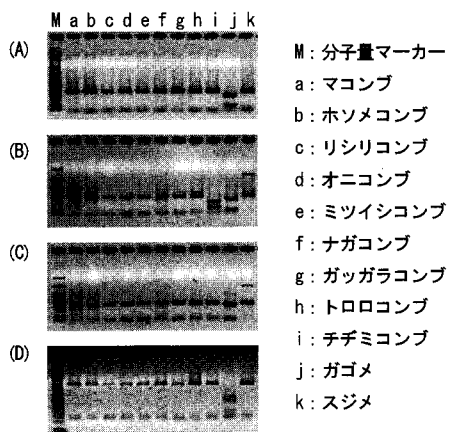 M a b c d e f g h i j k
(A)
(B)
(C)
(D)
M：分子量マーカー
a：マコンブ
b：ホソメコンブ
c：リシリコンブ
d：オニコンブ
e：ミツイシコンブ
f：ナガコンブ
g：ガッガラコンブ
h：トロロコンブ
i：チヂミコンブ
j：ガゴメ
k：スジメ